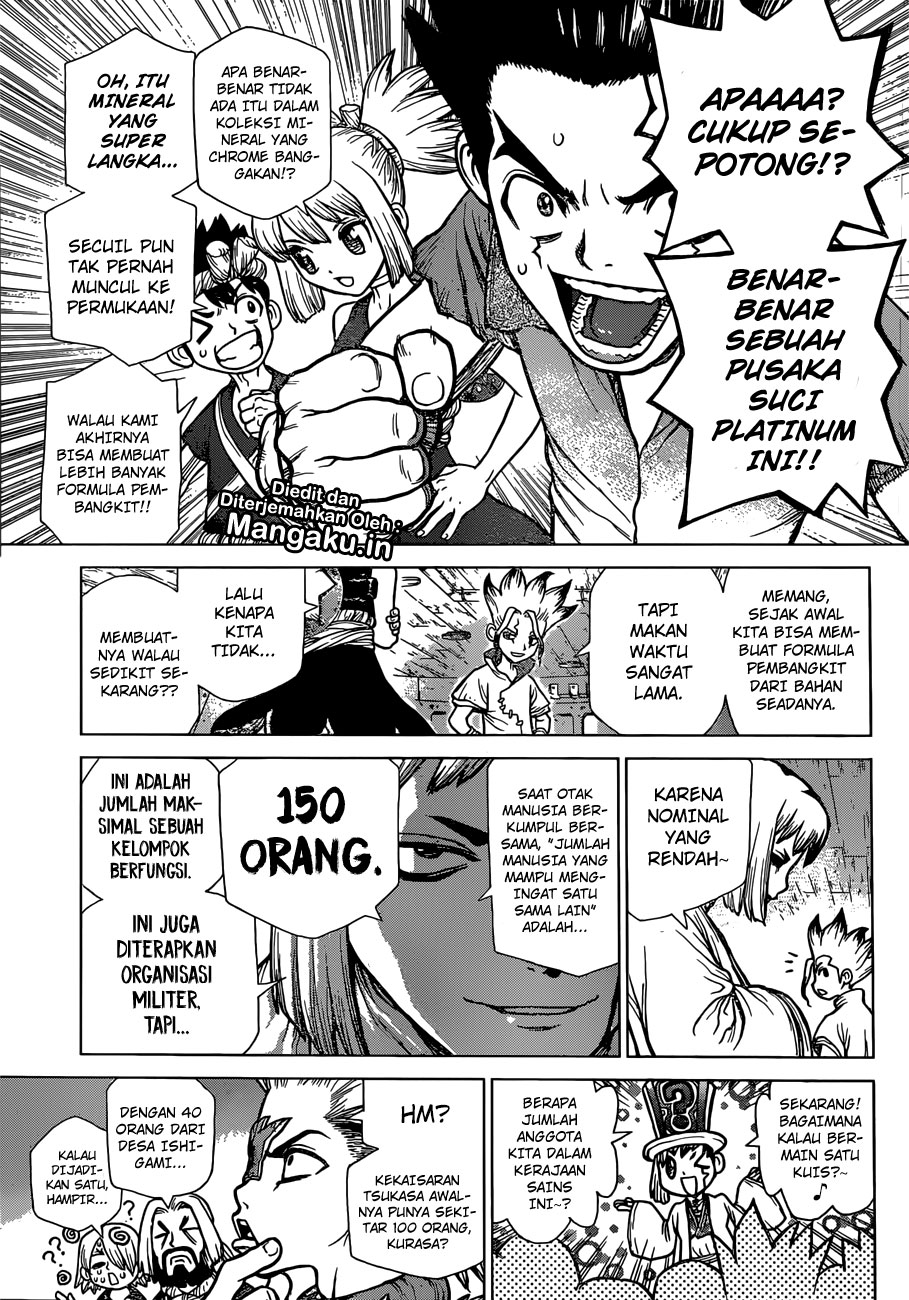 APAAAA?
CUKUP SE-
POTONG!?
BENAR-
BENAR
SEBUAH
PUSAKA
SUCI
PLATINUM
INI!!
APA BENAR-
BENAR TIDAK
ADA ITU DALAM
KOLEKSI MI-
NERAL YANG
CHROME BANG-
GAKAN!?
OH, ITU
MINERAL
YANG
SUPER
LANGKA...
SECUIL PUN
TAK PERNAH
MUNCUL KE
PERMUKAAN!
WALAU KAMI
AKHIRNYA
BISA MEMBUAT
LEBIH BANYAK
FORMULA PEM-
BANGKIT!!
Diedit dan
Diterjemahkan Oleh :
Mangaku.in
MEMANG,
SEJAK AWAL
KITA BISA MEM-
BUAT FORMULA
PEMBANGKIT
DARI BAHAN
SEADANYA.
TAPI
MAKAN
WAKTU
SANGAT
LAMA.
LALU
KENAPA
KITA
TIDAK...
MEMBUAT-
NYA WALAU
SEDIKIT SE-
KARANG??
KARENA
NOMINAL
YANG
RENDAH~
SAAT OTAK
MANUSIA BER-
KUMPUL BER-
SAMA, "JUMLAH
MANUSIA YANG
MAMPU MENG-
INGAT SATU
SAMA LAIN"
ADALAH...
150
ORANG.
INI ADALAH
JUMLAH MAK-
SIMAL SEBUAH
KELOMPOK
BERFUNGSI.
INI JUGA
DITERAPKAN
ORGANISASI
MILITER,
TAPI...
SEKARANG!
BAGAIMANA
KALAU BER-
MAIN SATU
KUIS?~
♪
?
BERAPA
JUMLAH
ANGGOTA
KITA DALAM
KERAJAAN
SAINS
INI~?
HM?
KEKAISARAN
TSUKASA AWAL-
NYA PUNYA SEKI-
TAR 100 ORANG,
KURASA?
DENGAN 40
ORANG DARI
DESA ISHI-
GAMI...
KALAU
DIJADI-
KAN SATU,
HAMPIR...
? ? ?